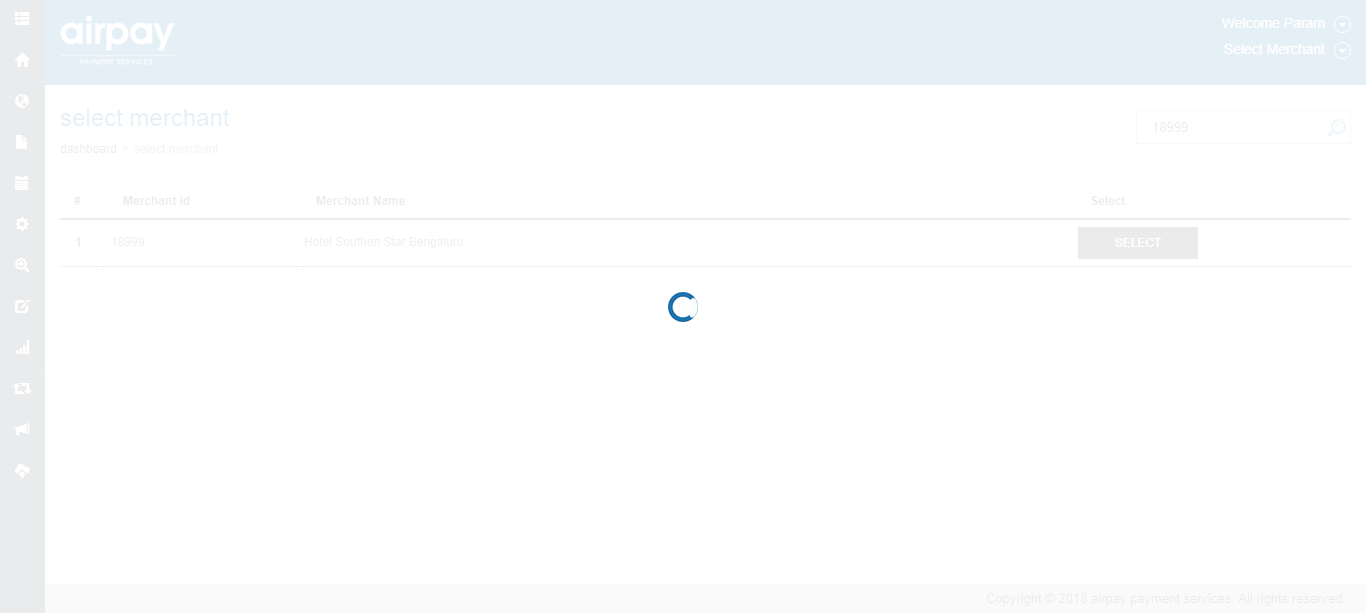 airpay
PAYMENT SERVICES
Welcome Param
Select Merchant
select merchant
18999
dashboard > select merchant
# Merchant id Merchant Name Select
1 18999 Hotel Southen Star Bengaluru SELECT
Copyright © 2018 airpay payment services. All rights reserved